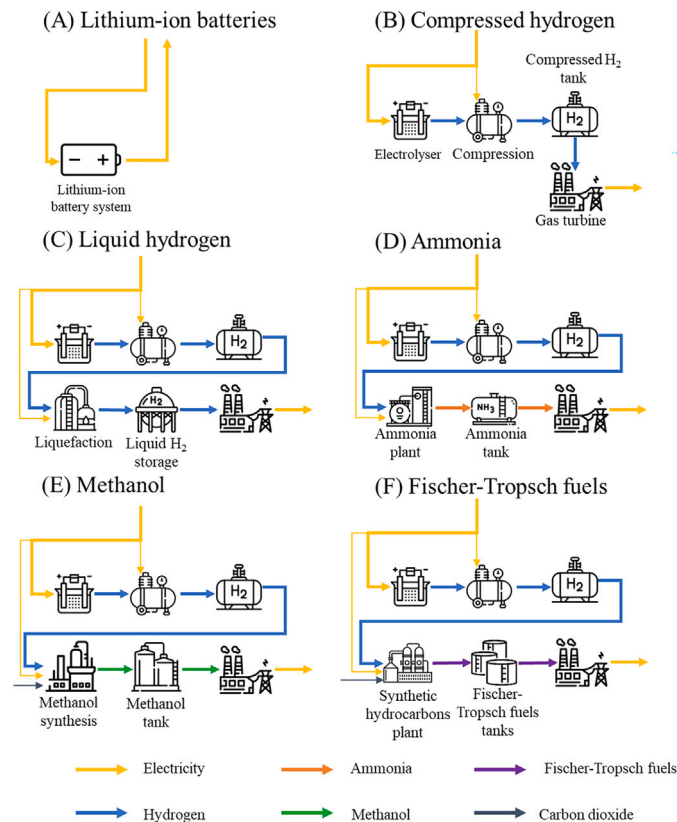 (A) Lithium-ion batteries
(B) Compressed hydrogen
Compressed H₂
tank
H₂
Electrolyser
Compression
Gas turbine
Lithium-ion
battery system
(C) Liquid hydrogen
H₂
H₂
Liquefaction
Liquid H₂
storage
(D) Ammonia
H₂
NH₃
Ammonia
plant
Ammonia
tank
(E) Methanol
H₂
Methanol
synthesis
Methanol
tank
(F) Fischer-Tropsch fuels
H₂
Synthetic
hydrocarbons
plant
Fischer-
Tropsch fuels
tanks
Electricity
Ammonia
Fischer-Tropsch fuels
Hydrogen
Methanol
Carbon dioxide